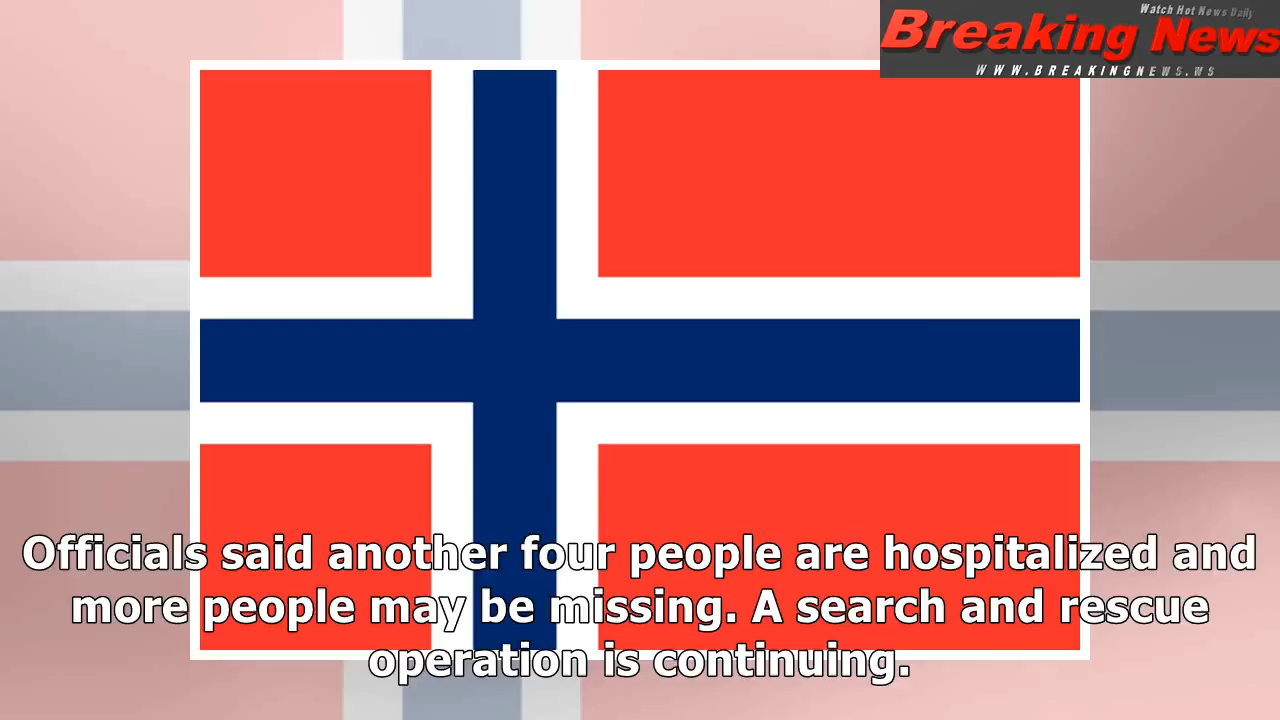 Watch Hot News Daily
Breaking News
WWW.BREAKINGNEWS.WS
Officials said another four people are hospitalized and
more people may be missing. A search and rescue
operation is continuing.